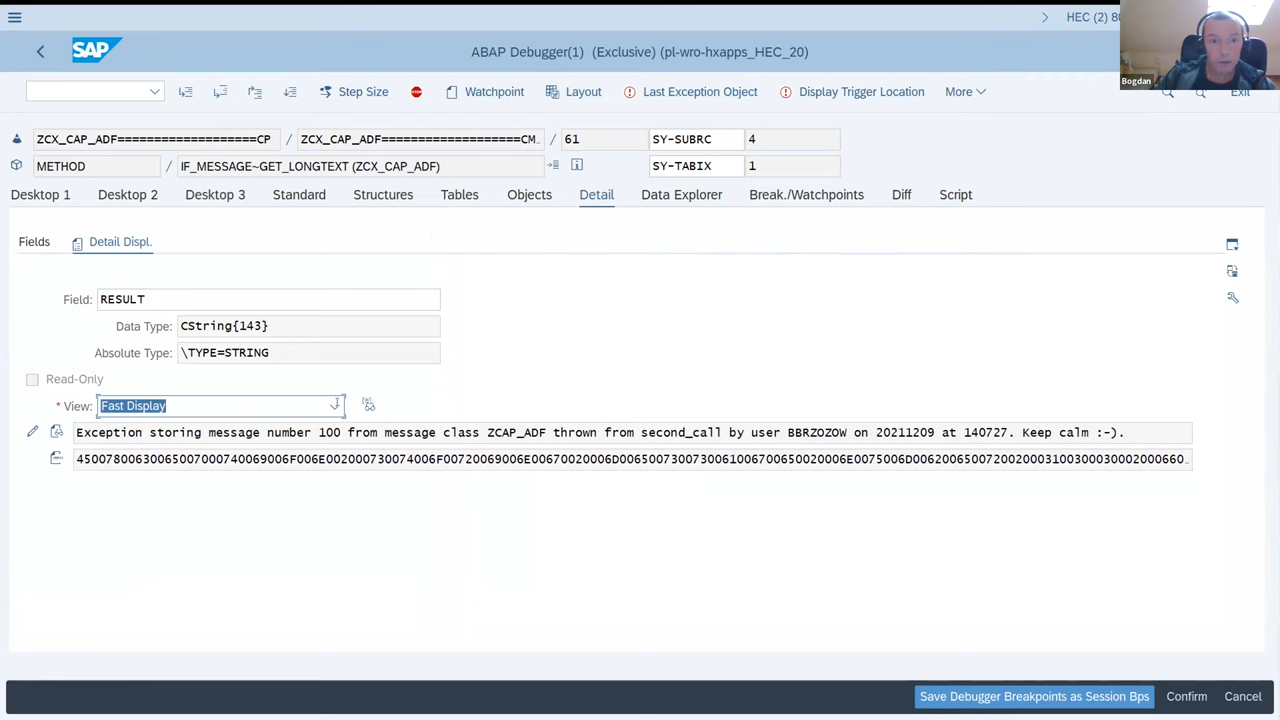 HEC (2) 80
SAP
ABAP Debugger(1) (Exclusive) (pl-wro-hxapps_HEC_20)
Bogdan
Step Size
STOP
Watchpoint
Layout
Last Exception Object
Display Trigger Location
More
Exit
ZCX_CAP_ADF==================CP / ZCX_CAP_ADF==================CM.. / 61 SY-SUBRC 4
METHOD / IF_MESSAGE~GET_LONGTEXT (ZCX_CAP_ADF) SY-TABIX 1
Desktop 1 Desktop 2 Desktop 3 Standard Structures Tables Objects Detail Data Explorer Break./Watchpoints Diff Script
Fields Detail Displ.
Field: RESULT
Data Type: CString{143}
Absolute Type: \TYPE=STRING
Read-Only
* View: Fast Display
Exception storing message number 100 from message class ZCAP_ADF thrown from second_call by user BBRZOZOW on 20211209 at 140727. Keep calm :-).
Save Debugger Breakpoints as Session Bps Confirm Cancel